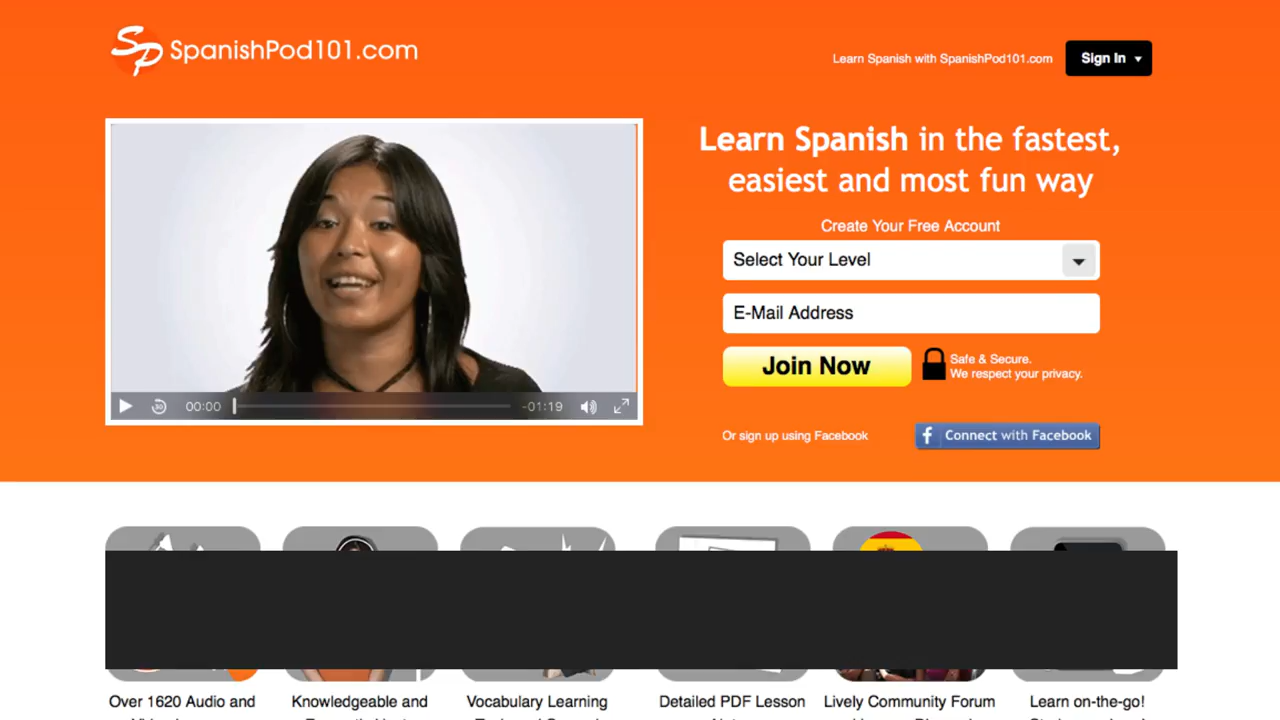 SP SpanishPod101.com
Learn Spanish with SpanishPod101.com
Sign In
Learn Spanish in the fastest,
easiest and most fun way
Create Your Free Account
Select Your Level
E-Mail Address
Join Now
Safe & Secure.
We respect your privacy.
30
00:00
-01:19
Or sign up using Facebook
f Connect with Facebook
Over 1620 Audio and
Knowledgeable and
Vocabulary Learning
Detailed PDF Lesson
Lively Community Forum
Learn on-the-go!